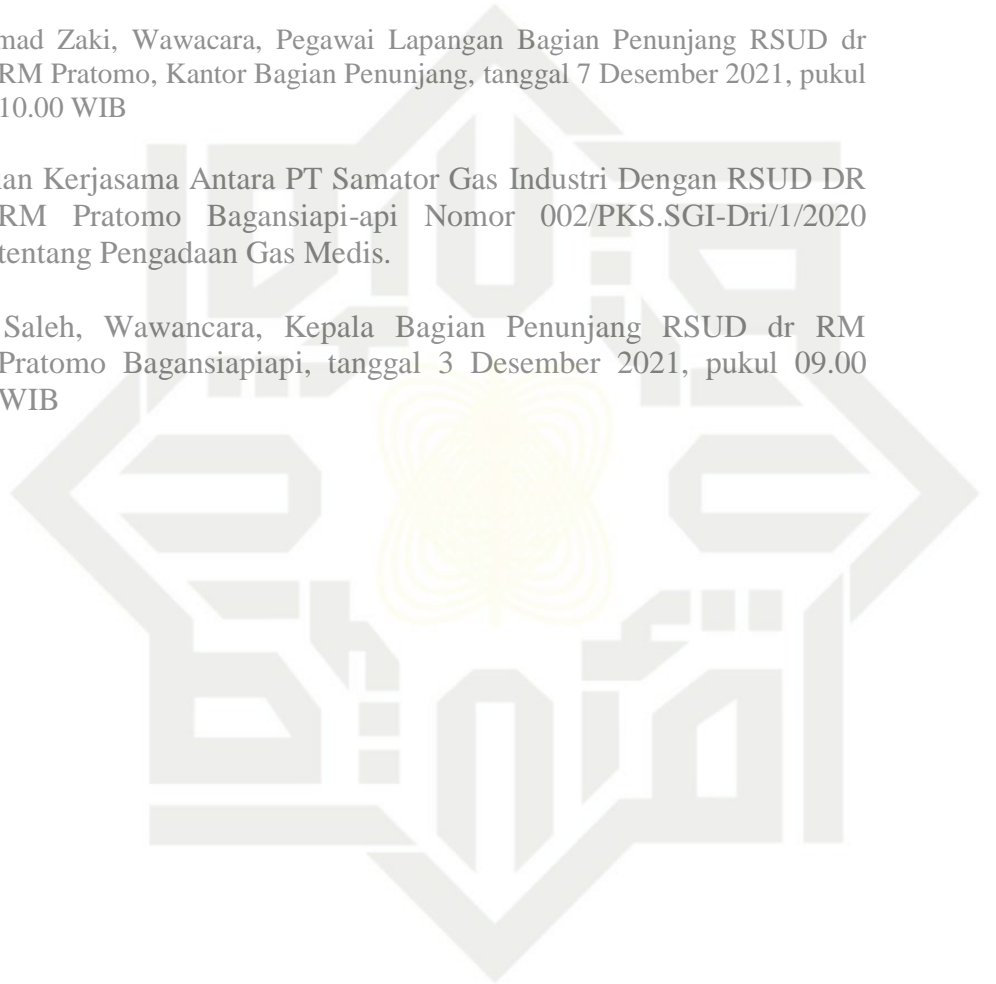 mad Zaki, Wawacara, Pegawai Lapangan Bagian Penunjang RSUD dr
RM Pratomo, Kantor Bagian Penunjang, tanggal 7 Desember 2021, pukul
10.00 WIB
an Kerjasama Antara PT Samator Gas Industri Dengan RSUD DR
RM Pratomo Bagansiapi-api Nomor 002/PKS.SGI-Dri/1/2020
tentang Pengadaan Gas Medis.
Saleh, Wawancara, Kepala Bagian Penunjang RSUD dr RM
Pratomo Bagansiapiapi, tanggal 3 Desember 2021, pukul 09.00
WIB